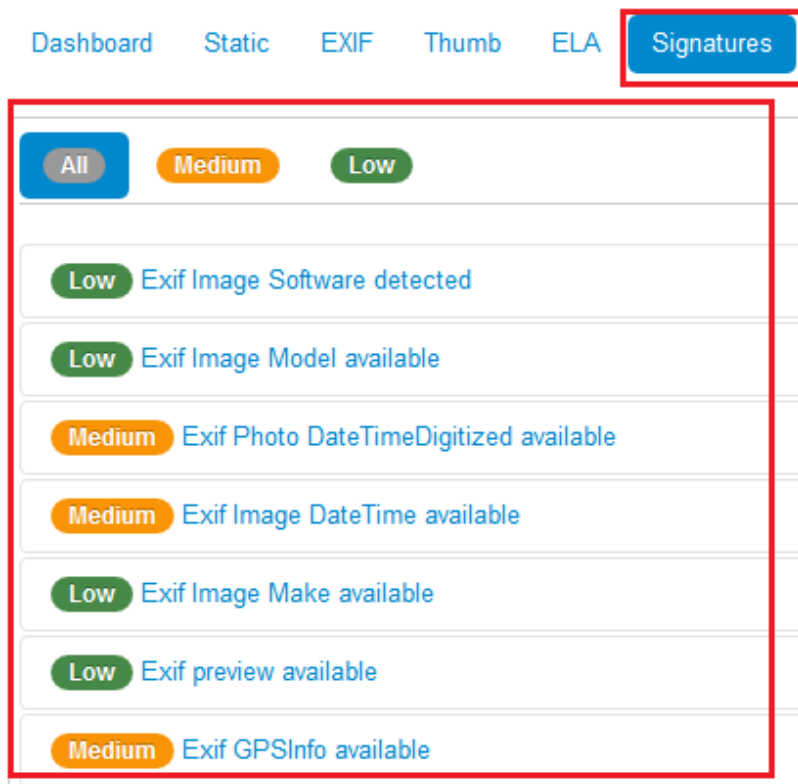 Dashboard Static EXIF Thumb ELA Signatures
All Medium Low
Low Exif Image Software detected
Low Exif Image Model available
Medium Exif Photo DateTimeDigitized available
Medium Exif Image DateTime available
Low Exif Image Make available
Low Exif preview available
Medium Exif GPSInfo available